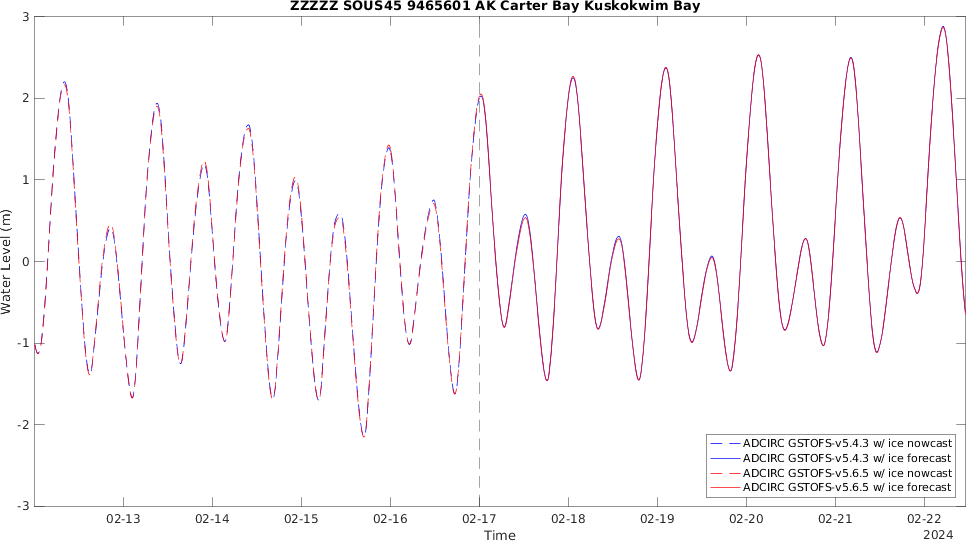 ZZZZZ SOUS45 9465601 AK Carter Bay Kuskokwim Bay
3
2
1
0
-1
-2
-3
Water Level (m)
ADCIRC GSTOFS-v5.4.3 w/ ice nowcast
ADCIRC GSTOFS-v5.4.3 w/ ice forecast
ADCIRC GSTOFS-v5.6.5 w/ ice nowcast
ADCIRC GSTOFS-v5.6.5 w/ ice forecast
02-13 02-14 02-15 02-16 02-17 02-18 02-19 02-20 02-21 02-22
Time 2024